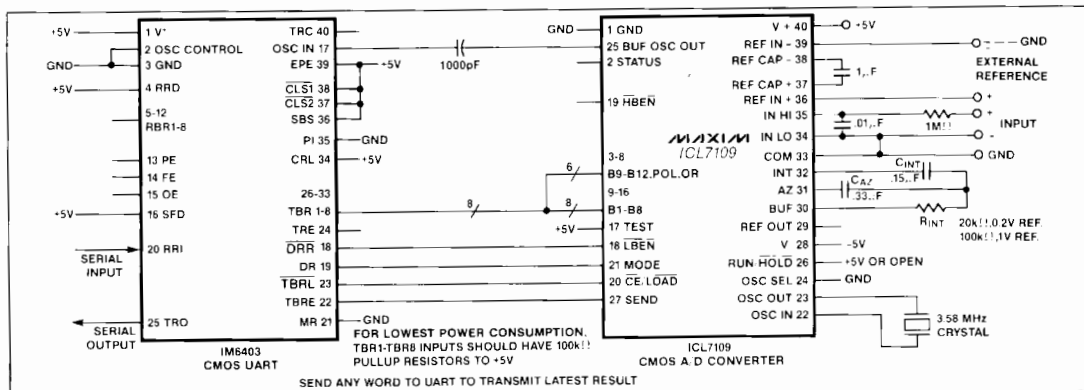 +5V
1 V+
2 OSC CONTROL
GND
3 GND
+5V
4 RRD
5-12
RBR1-8
13 PE
14 FE
15 OE
+5V
16 SFD
20 RRI
SERIAL
INPUT
SERIAL
OUTPUT
25 TRO
TRC 40
OSC IN 17
EPE 39
+5V
CLS1 38
CLS2 37
SBS 36
PI 35
GND
CRL 34
+5V
26-33
TBR 1-8
TRE 24
DRR 18
DR 19
TBRL 23
TBRE 22
MR 21
GND
IM6403
CMOS UART
1000pF
8
6
8
FOR LOWEST POWER CONSUMPTION.
TBR1-TBR8 INPUTS SHOULD HAVE 100k!!
PULLUP RESISTORS TO +5V
SEND ANY WORD TO UART TO TRANSMIT LATEST RESULT
GND
1 GND
25 BUF OSC OUT
2 STATUS
19 HBEN
MAXIM
ICL7109
3-8
B9-B12,POL,OR
9-16
B1-B8
+5V
17 TEST
18 LBEN
21 MODE
20 CE/LOAD
27 SEND
V + 40
+5V
REF IN - 39
GND
REF CAP - 38
REF CAP + 37
1,.F
EXTERNAL
REFERENCE
REF IN + 36
+
IN HI 35
+
.01,.F
1M!!
INPUT
IN LO 34
-
COM 33
GND
INT 32
CINT
.15..F
AZ 31
CAZ
.33..F
BUF 30
RINT
20k!!,0.2V REF.
100k!!,1V REF.
REF OUT 29
V 28
-5V
RUN/HOLD 26
+5V OR OPEN
OSC SEL 24
GND
OSC OUT 23
OSC IN 22
3.58 MHz
CRYSTAL
ICL7109
CMOS A/D CONVERTER